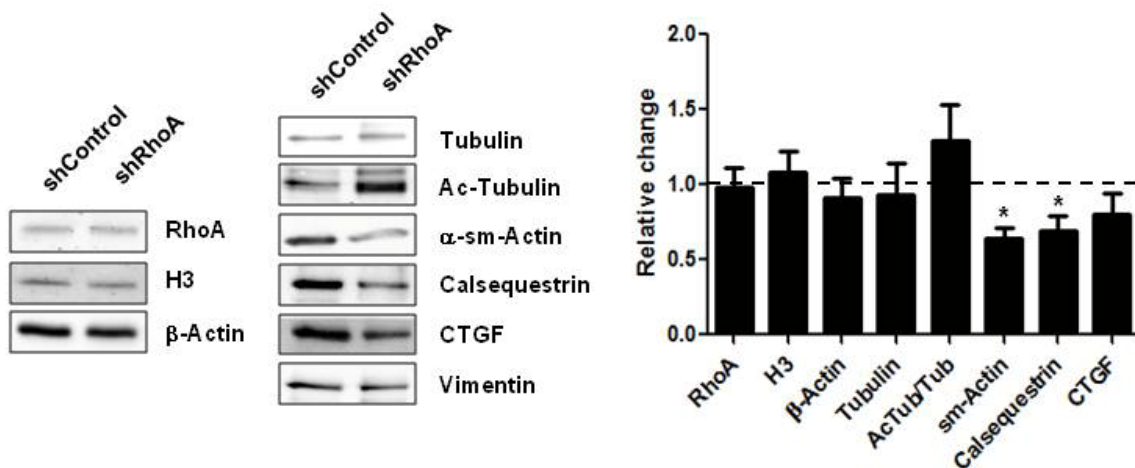 shControl
shRhoA
RhoA
H3
β-Actin
shControl
shRhoA
Tubulin
Ac-Tubulin
α-sm-Actin
Calsequestrin
CTGF
Vimentin
Relative change
2.0
1.5
1.0
0.5
0.0
* *
RhoA
H3
β-Actin
Tubulin
AcTub/Tub
sm-Actin
Calsequestrin
CTGF